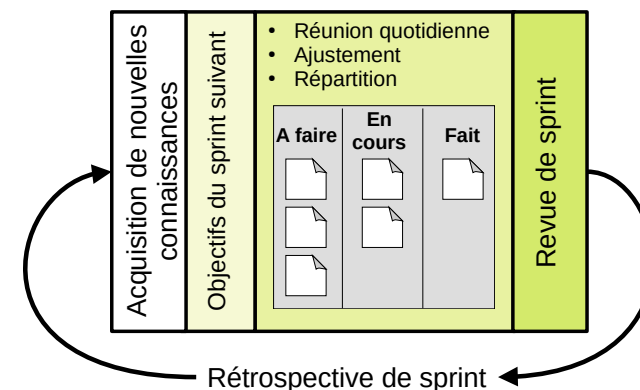 Acquisition de nouvelles
connaissances
Objectifs du sprint suivant
• Réunion quotidienne
• Ajustement
• Répartition
A faire
En
cours
Fait
Revue de sprint
Rétrospective de sprint